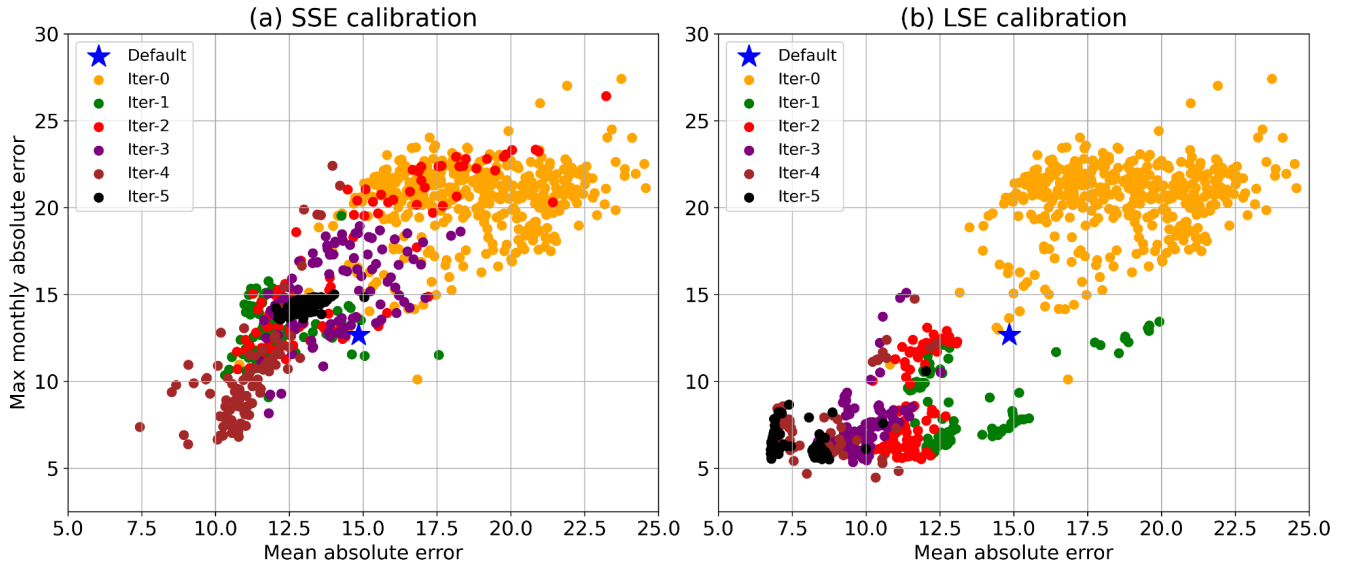 (a) SSE calibration
Max monthly absolute error
30
25
20
15
10
5
Default
Iter-0
Iter-1
Iter-2
Iter-3
Iter-4
Iter-5
5.0 7.5 10.0 12.5 15.0 17.5 20.0 22.5 25.0
Mean absolute error
(b) LSE calibration
30
25
20
15
10
5
Default
Iter-0
Iter-1
Iter-2
Iter-3
Iter-4
Iter-5
5.0 7.5 10.0 12.5 15.0 17.5 20.0 22.5 25.0
Mean absolute error